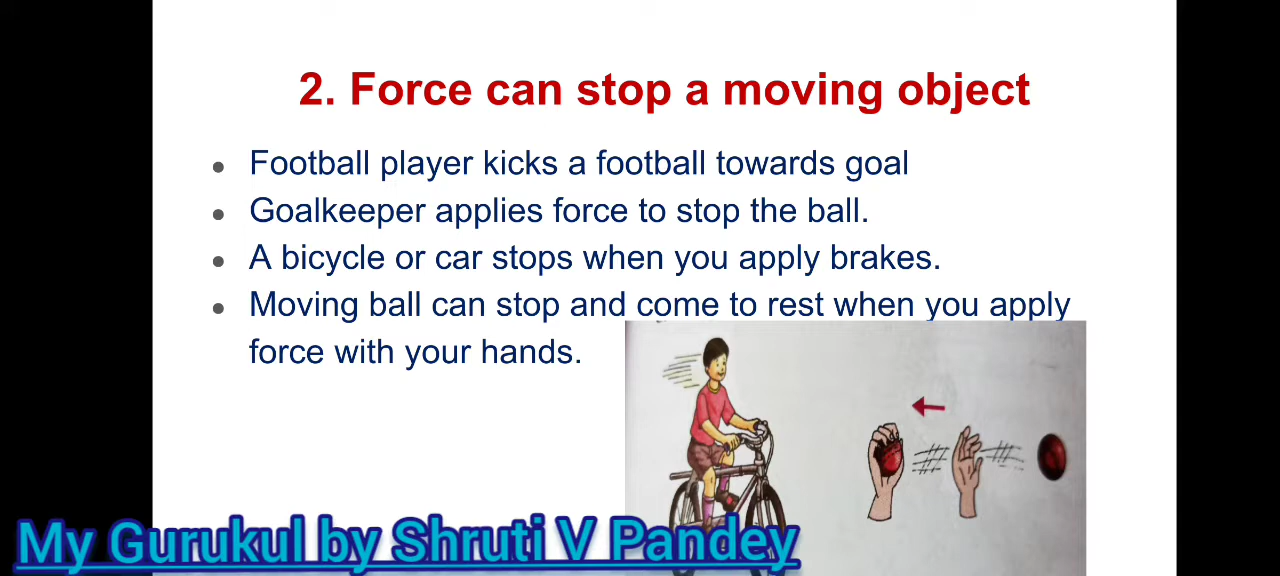 2. Force can stop a moving object
Football player kicks a football towards goal
Goalkeeper applies force to stop the ball.
A bicycle or car stops when you apply brakes.
Moving ball can stop and come to rest when you apply
force with your hands.
My Gurukul by Shruti V Pandey